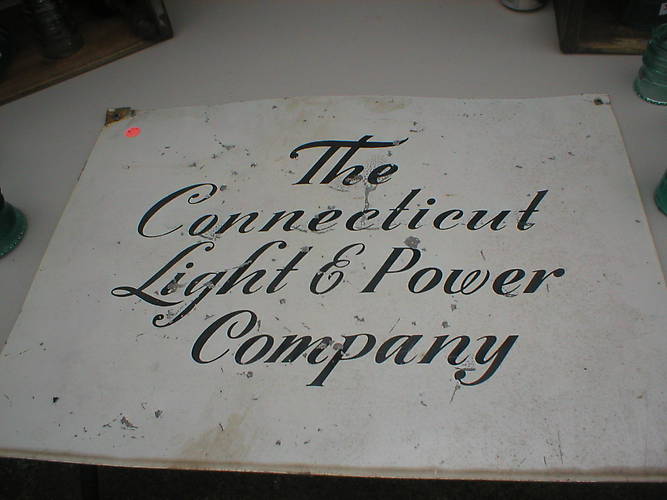 The
Connecticut
Light & Power
Company